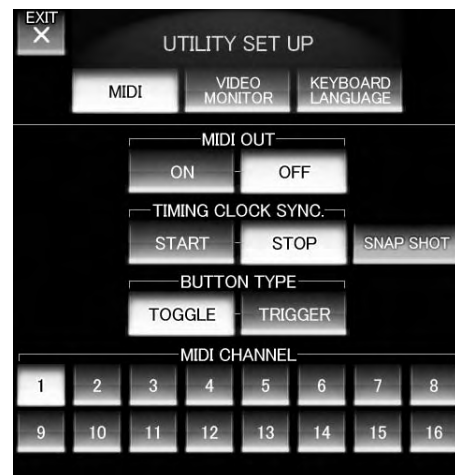 EXIT
×
UTILITY SET UP
MIDI
VIDEO
MONITOR
KEYBOARD
LANGUAGE
MIDI OUT
ON
OFF
TIMING CLOCK SYNC.
START
STOP
SNAP SHOT
BUTTON TYPE
TOGGLE
TRIGGER
MIDI CHANNEL
1 2 3 4 5 6 7 8
9 10 11 12 13 14 15 16